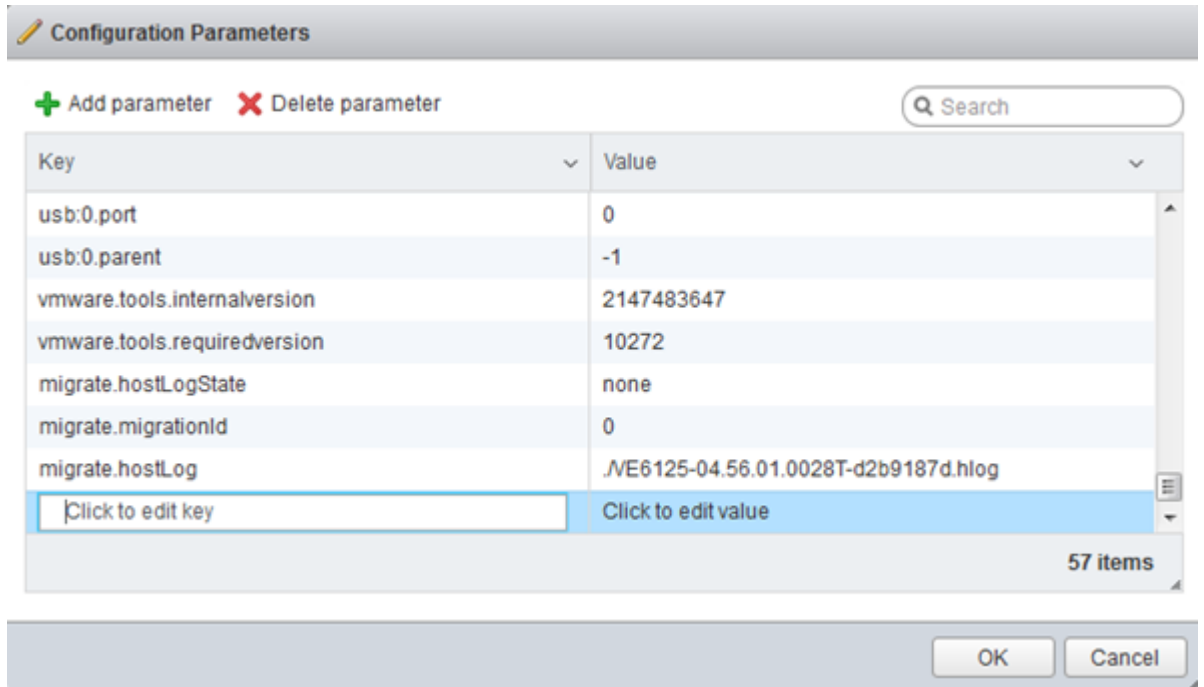 Configuration Parameters
Add parameter Delete parameter Search
Key Value
usb:0.port 0
usb:0.parent -1
vmware.tools.internalversion 2147483647
vmware.tools.requiredversion 10272
migrate.hostLogState none
migrate.migrationId 0
migrate.hostLog ./VE6125-04.56.01.0028T-d2b9187d.hlog
Click to edit key Click to edit value
57 items
OK Cancel